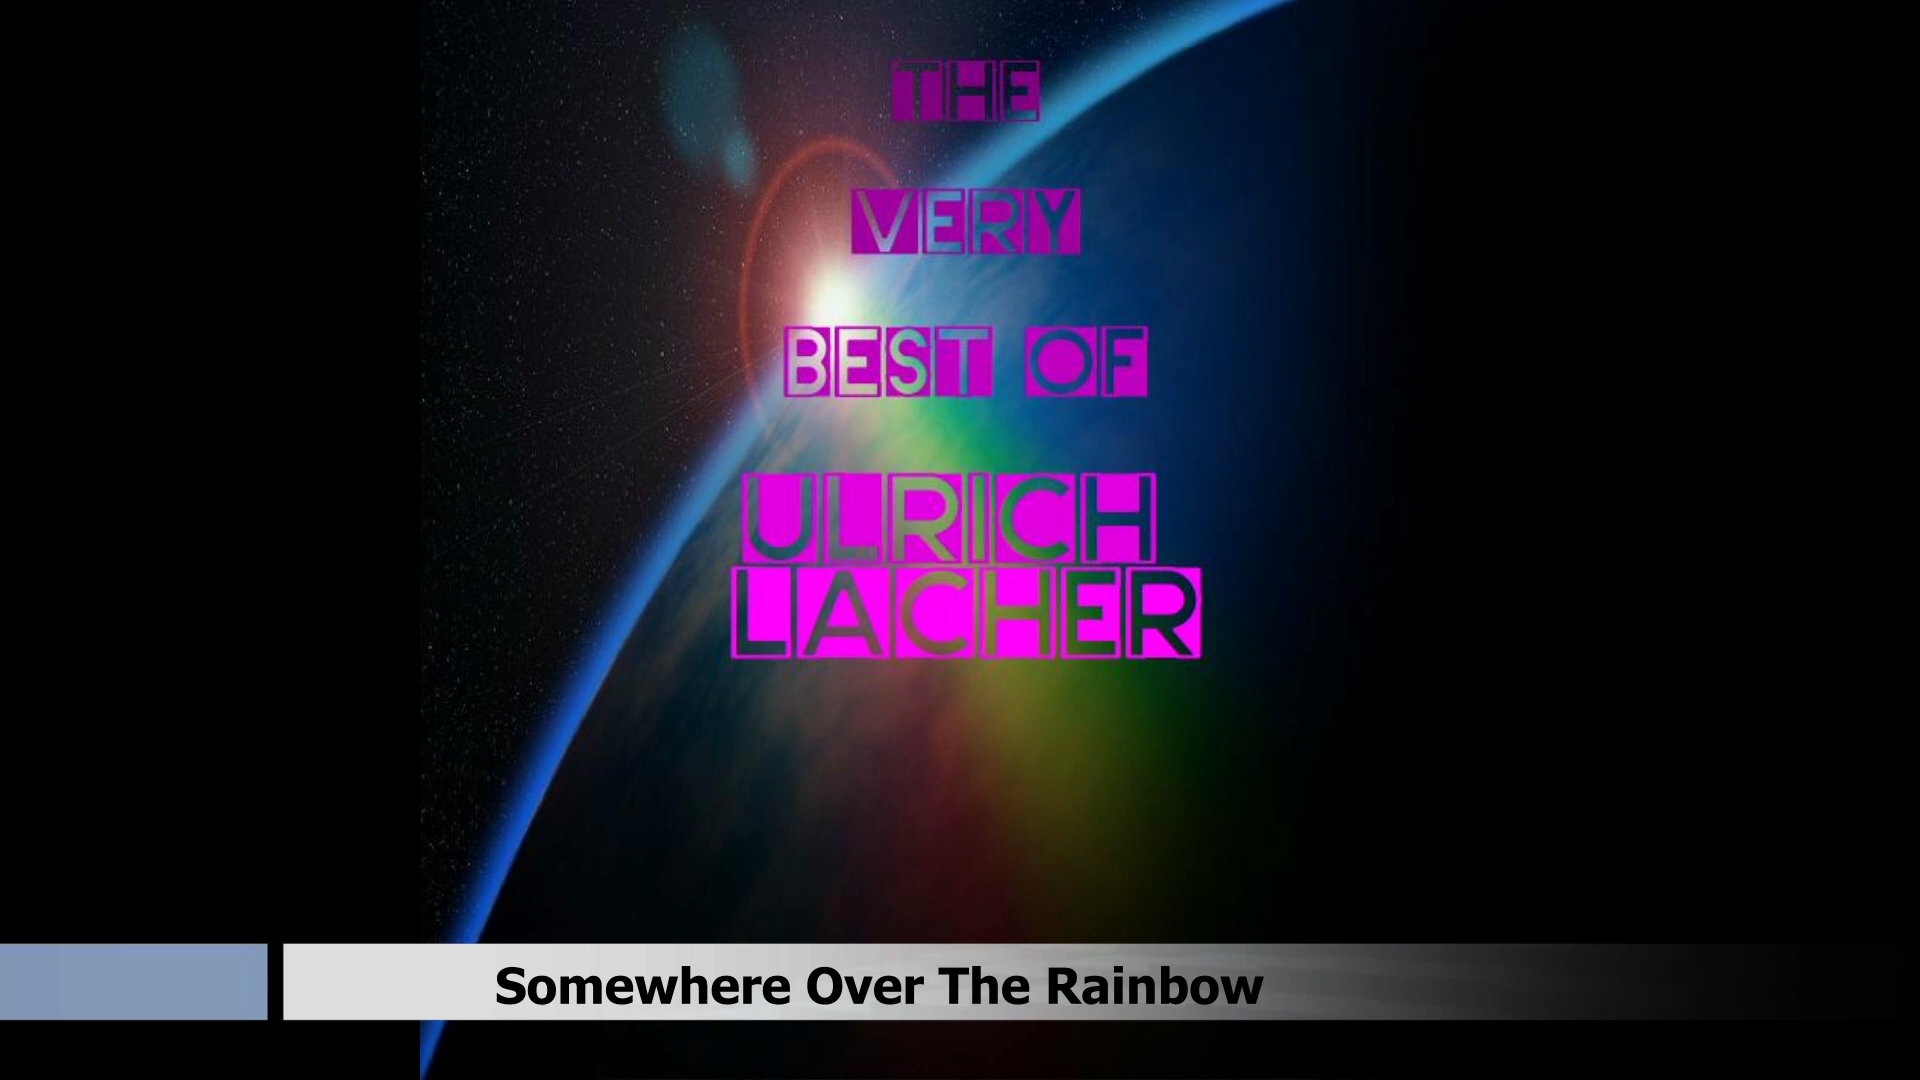 THE
VERY
BEST OF
ULRICH
LACHER
Somewhere Over The Rainbow